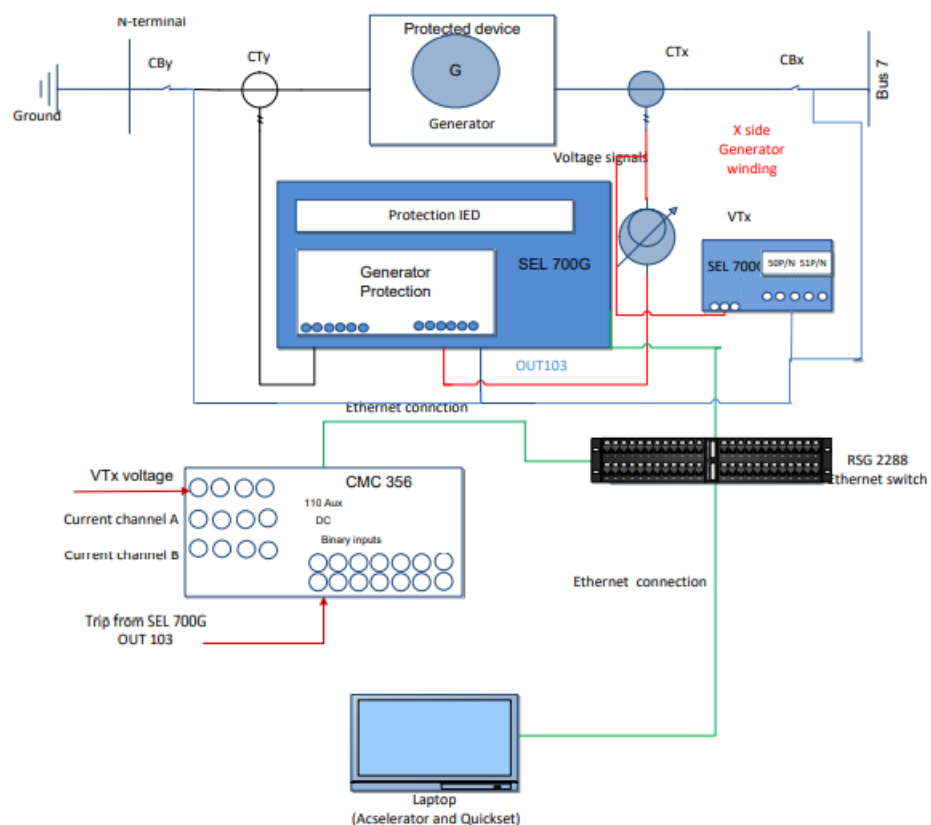 N-terminal
Protected device
CBy
CTy
CTx
CBx
G
Bus 7
Ground
Generator
Voltage signals
X side
Generator
winding
Protection IED
VTx
SEL 700G
SEL 700
50P/N 51P/N
Generator
Protection
OUT103
Ethernet connction
VTx voltage
CMC 356
RSG 2288
Ethernet switch
110 Aux
Current channel A
DC
Binary inputs
Current channel B
Ethernet connection
Trip from SEL 700G
OUT 103
Laptop
(Acselerator and Quickset)